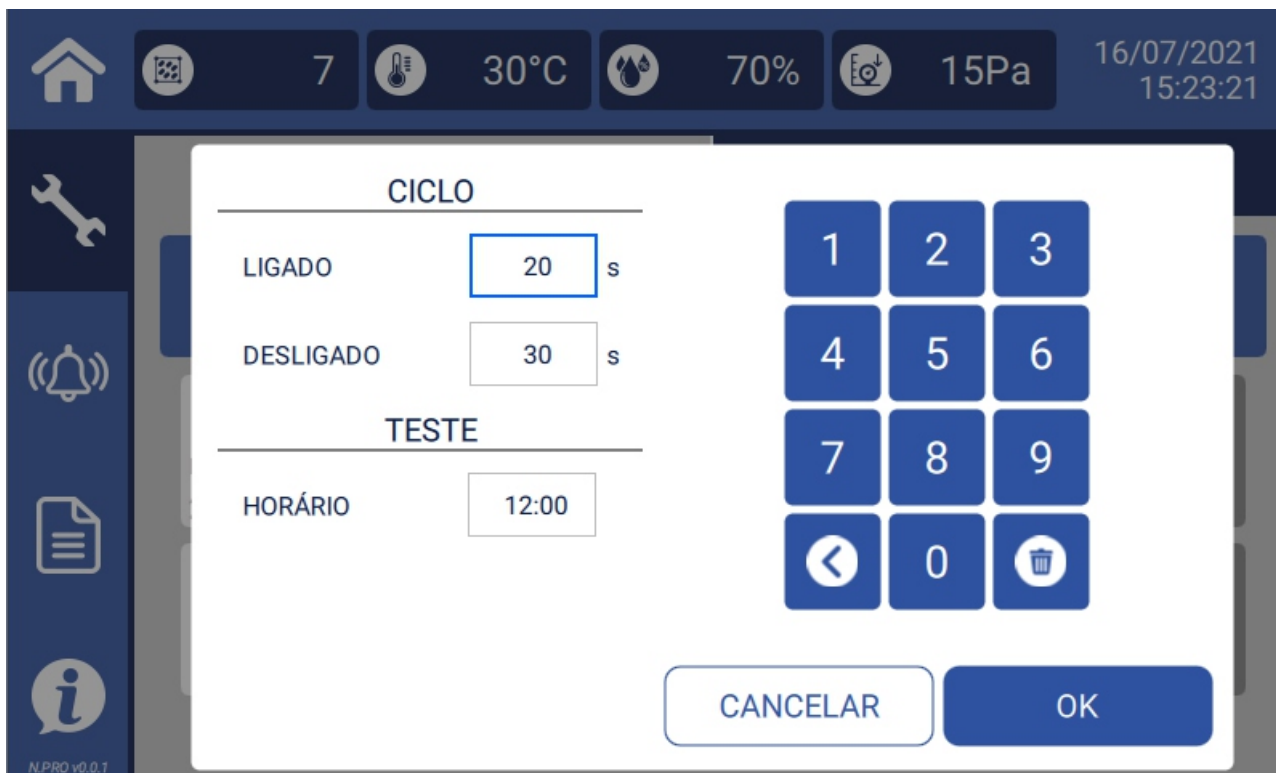 7
30°C
70%
15Pa
16/07/2021
15:23:21
CICLO
LIGADO 20 s
DESLIGADO 30 s
TESTE
HORÁRIO 12:00
1 2 3
4 5 6
7 8 9
0
CANCELAR OK
N.PRO v0.0.1